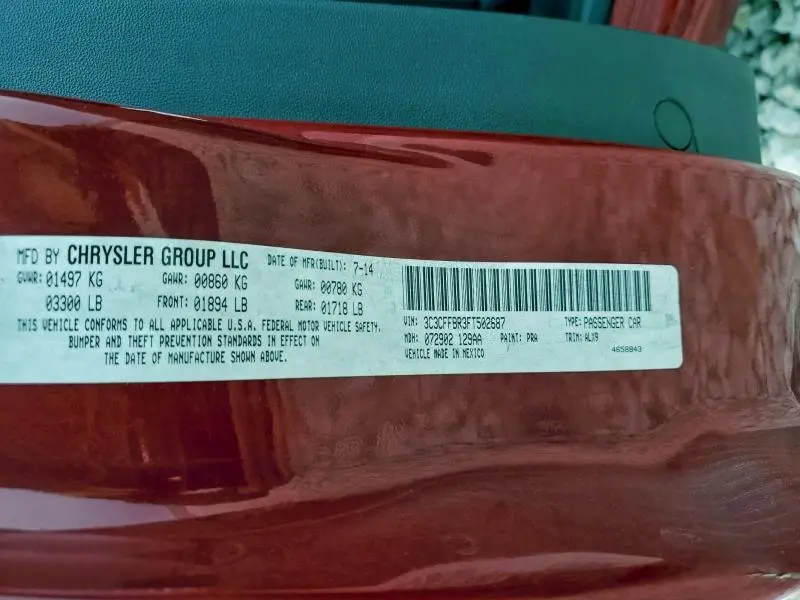 MFD BY CHRYSLER GROUP LLC DATE OF MFR(BUILT): 7-14
GVWR: 01497 KG GAWR: 00860 KG GAWR: 00780 KG
03300 LB FRONT: 01894 LB REAR: 01718 LB
THIS VEHICLE CONFORMS TO ALL APPLICABLE U.S.A. FEDERAL MOTOR VEHICLE SAFETY,
BUMPER AND THEFT PREVENTION STANDARDS IN EFFECT ON
THE DATE OF MANUFACTURE SHOWN ABOVE.
VIN: 3C3CFFBR3FT502687 TYPE: PASSENGER CAR
MDH: 072902 129AA PAINT: PRA TRIM: ALX9
VEHICLE MADE IN MEXICO 4658843